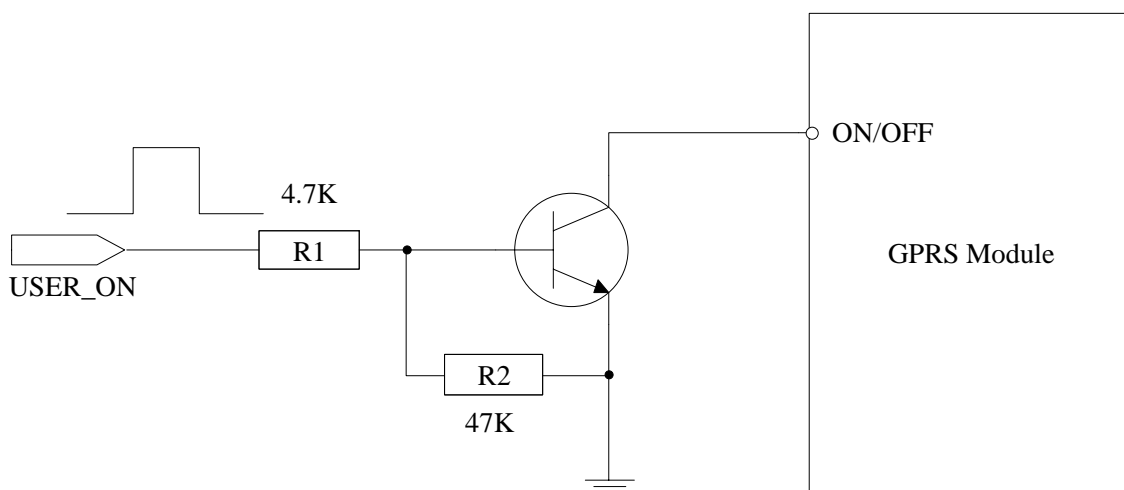 ON/OFF
4.7K
R1
USER_ON
GPRS Module
R2
47K